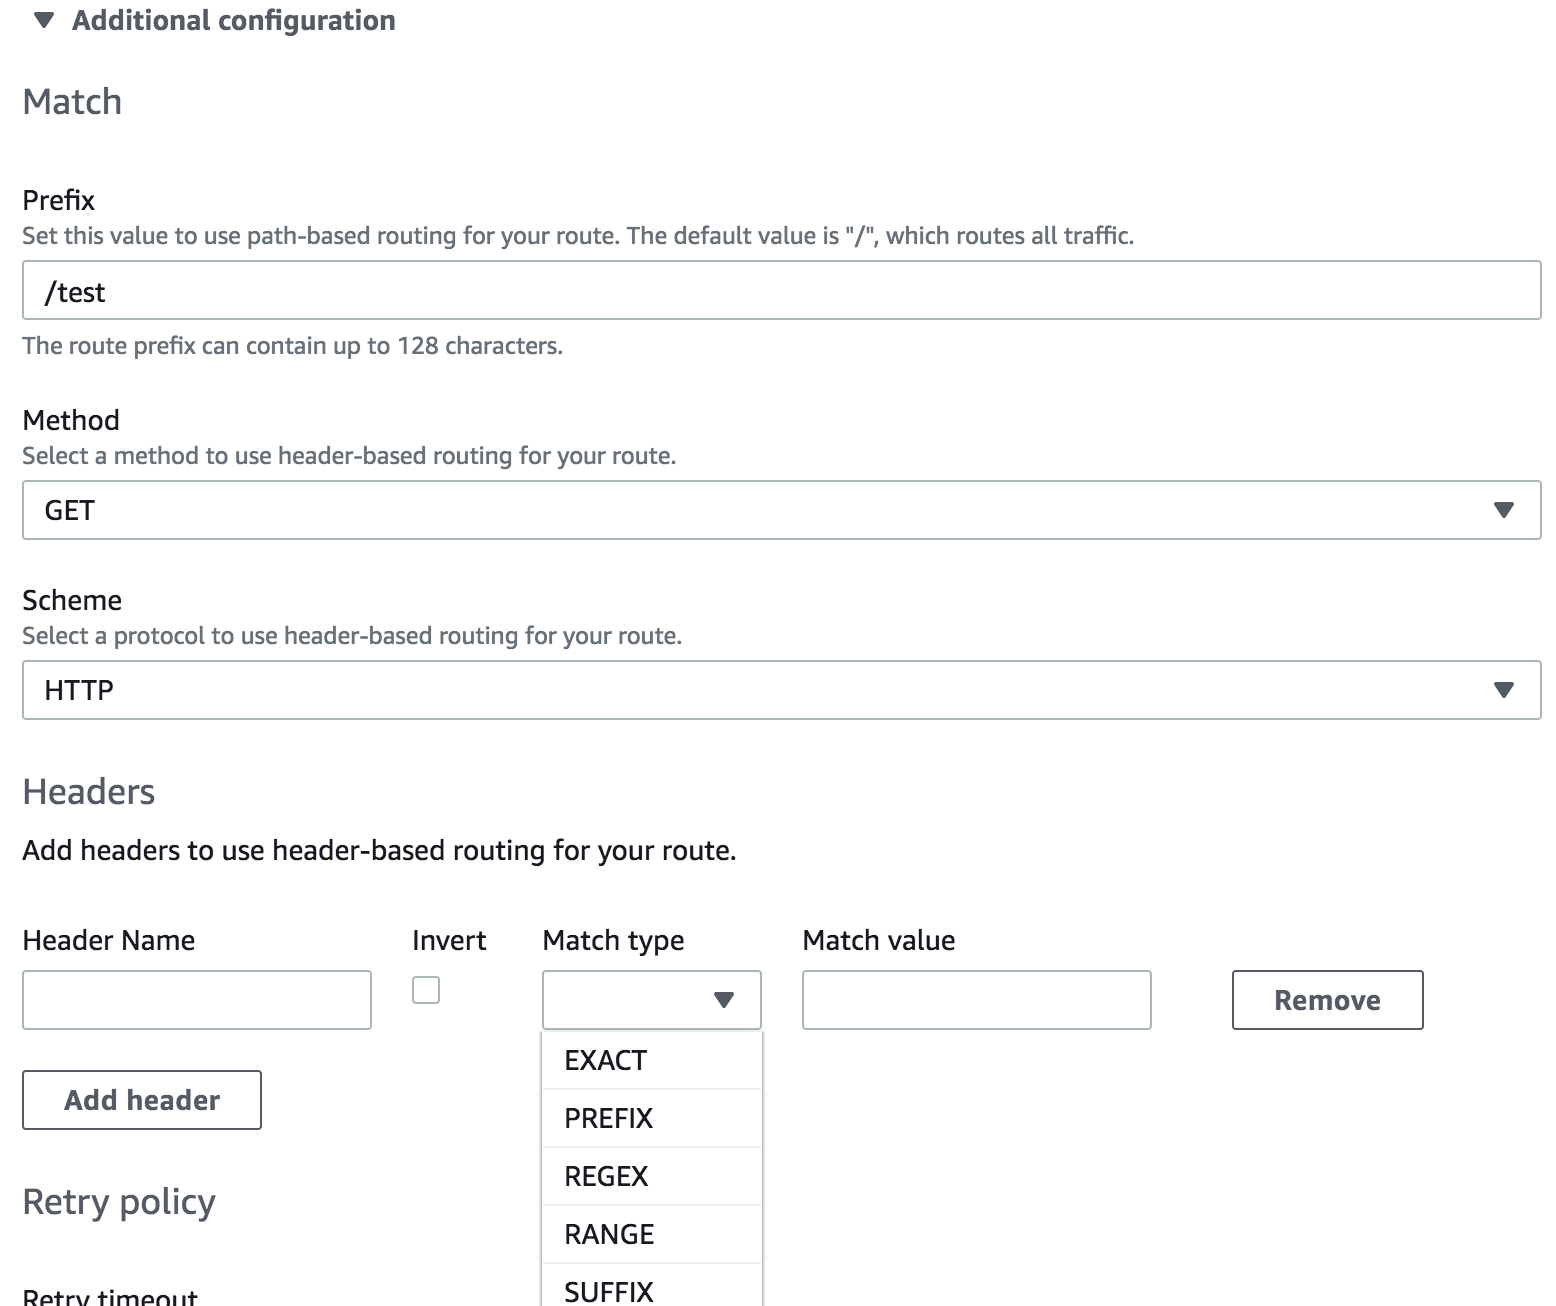 Additional configuration
Match
Prefix
Set this value to use path-based routing for your route. The default value is "/", which routes all traffic.
/test
The route prefix can contain up to 128 characters.
Method
Select a method to use header-based routing for your route.
GET
Scheme
Select a protocol to use header-based routing for your route.
HTTP
Headers
Add headers to use header-based routing for your route.
Header Name Invert Match type Match value
Remove
EXACT
Add header
PREFIX
REGEX
Retry policy
RANGE
SUFFIX
Retry timeout